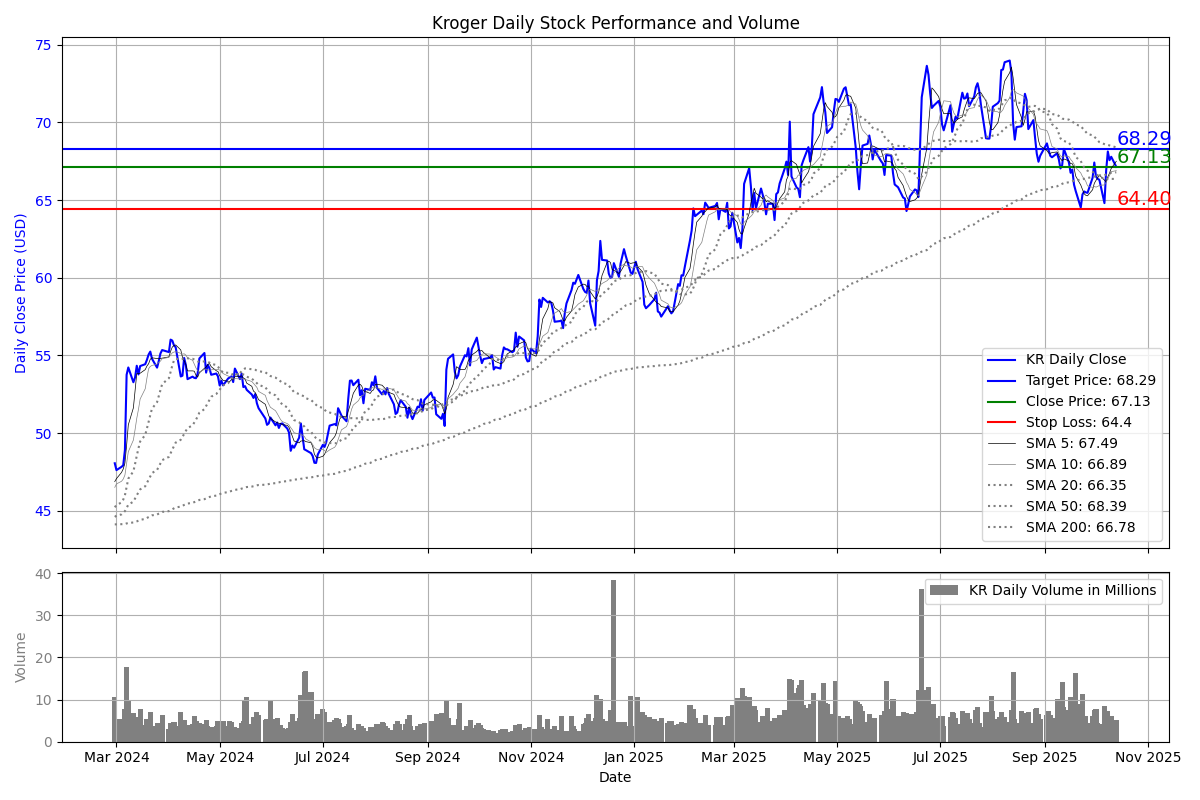 Kroger Daily Stock Performance and Volume
Daily Close Price (USD)
75
70
65
60
55
50
45
68.29
67.13
64.40
KR Daily Close
Target Price: 68.29
Close Price: 67.13
Stop Loss: 64.4
SMA 5: 67.49
SMA 10: 66.89
SMA 20: 66.35
SMA 50: 68.39
SMA 200: 66.78
Volume
40
30
20
10
0
KR Daily Volume in Millions
Mar 2024 May 2024 Jul 2024 Sep 2024 Nov 2024 Jan 2025 Mar 2025 May 2025 Jul 2025 Sep 2025 Nov 2025
Date